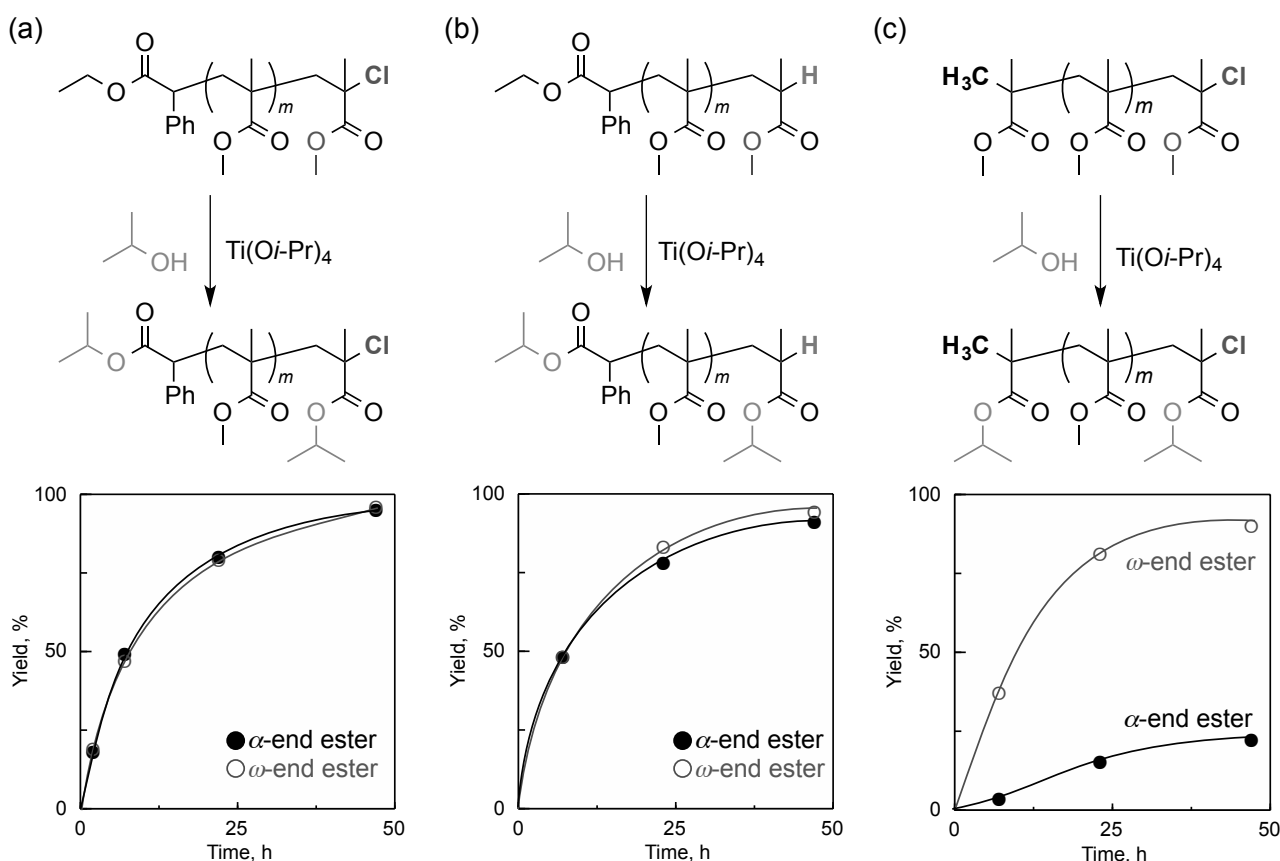 (a)
O
O
Ph
Cl
m
O
O
O
O
OH
Ti(Oi-Pr)4
O
O
Ph
Cl
m
O
O
O
O
100
50
0
Yield, %
α-end ester
ω-end ester
0
25
50
Time, h
(b)
O
O
Ph
H
m
O
O
O
O
OH
Ti(Oi-Pr)4
O
O
Ph
H
m
O
O
O
O
100
50
0
Yield, %
α-end ester
ω-end ester
0
25
50
Time, h
(c)
H3C
Cl
m
O
O
O
O
O
O
OH
Ti(Oi-Pr)4
H3C
Cl
m
O
O
O
O
O
O
100
50
0
Yield, %
ω-end ester
α-end ester
0
25
50
Time, h